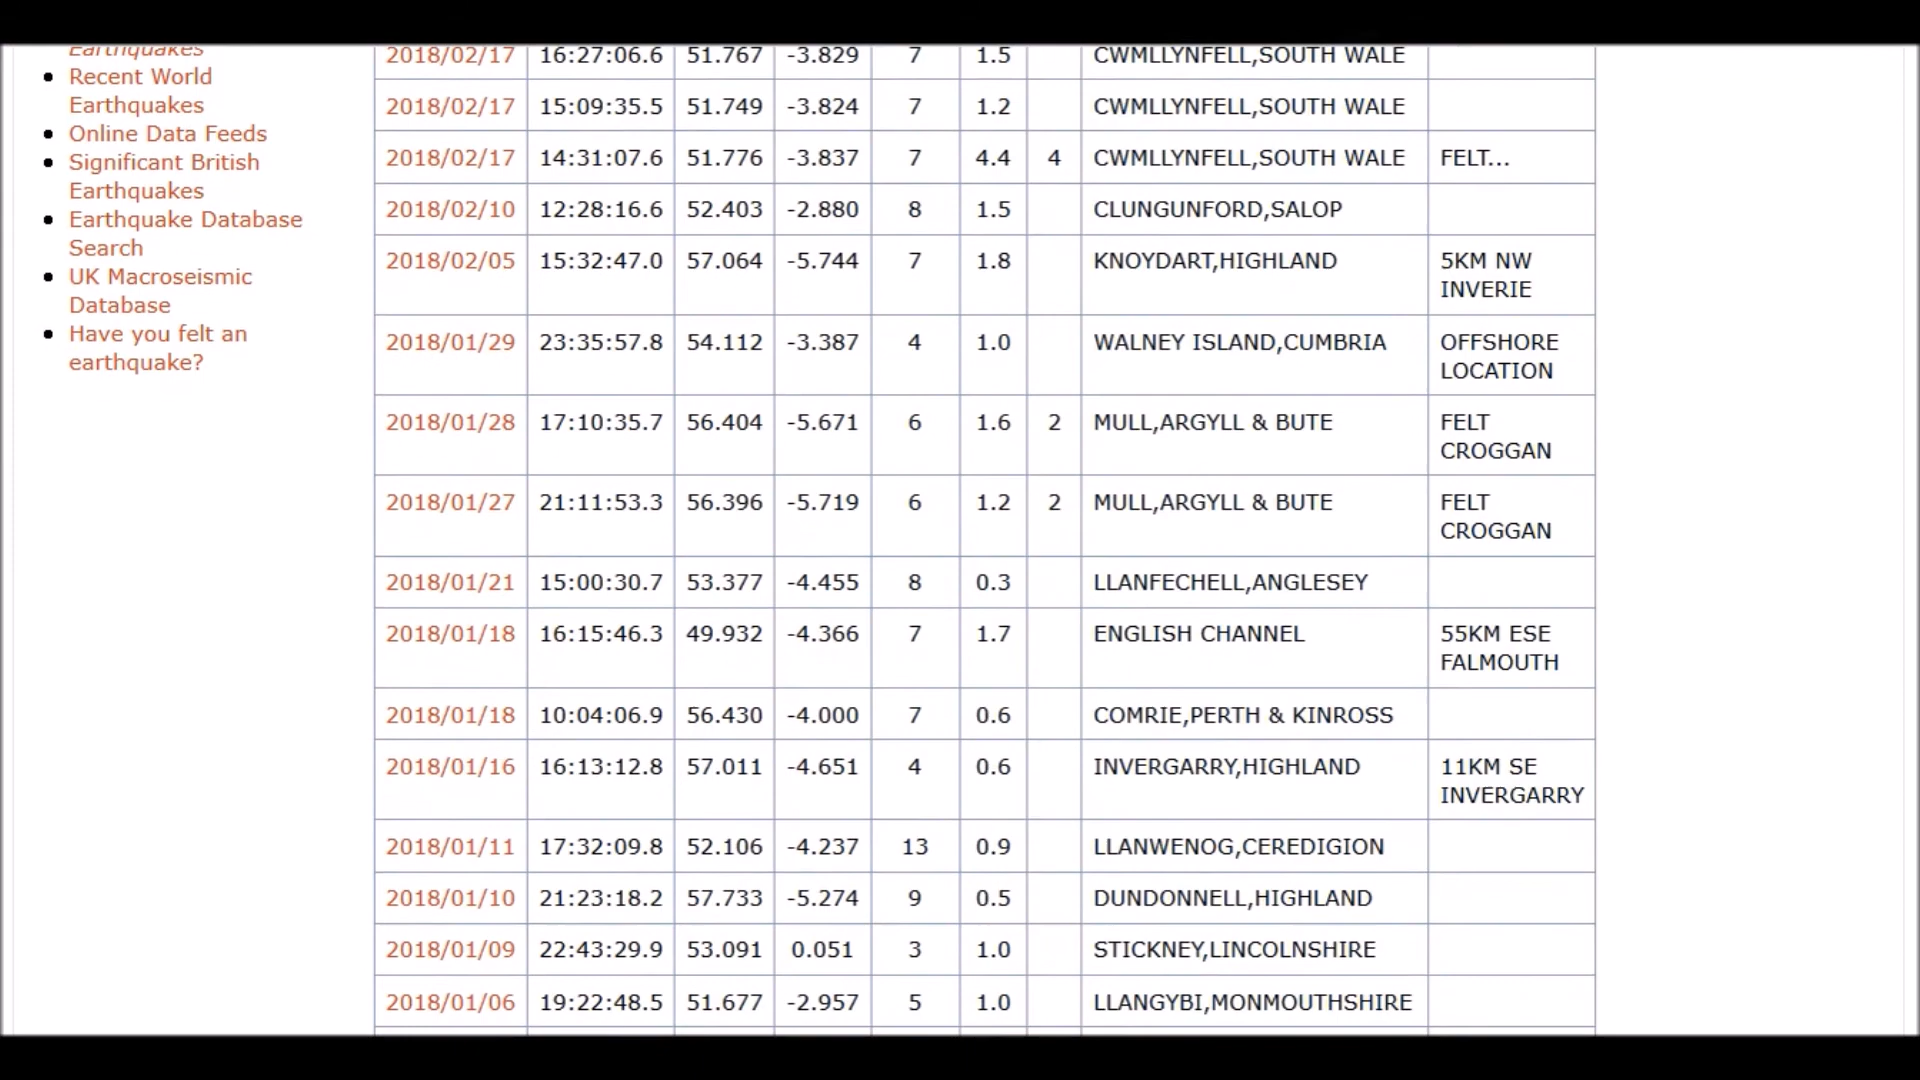 Earthquakes
Recent World
Earthquakes
Online Data Feeds
Significant British
Earthquakes
Earthquake Database
Search
UK Macroseismic
Database
Have you felt an
earthquake?
2018/02/17 16:27:06.6 51.767 -3.829 7 1.5 CWMLLYNFELL,SOUTH WALE
2018/02/17 15:09:35.5 51.749 -3.824 7 1.2 CWMLLYNFELL,SOUTH WALE
2018/02/17 14:31:07.6 51.776 -3.837 7 4.4 4 CWMLLYNFELL,SOUTH WALE FELT...
2018/02/10 12:28:16.6 52.403 -2.880 8 1.5 CLUNGUNFORD,SALOP
2018/02/05 15:32:47.0 57.064 -5.744 7 1.8 KNOYDART,HIGHLAND 5KM NW
INVERIE
2018/01/29 23:35:57.8 54.112 -3.387 4 1.0 WALNEY ISLAND,CUMBRIA OFFSHORE
LOCATION
2018/01/28 17:10:35.7 56.404 -5.671 6 1.6 2 MULL,ARGYLL & BUTE FELT
CROGGAN
2018/01/27 21:11:53.3 56.396 -5.719 6 1.2 2 MULL,ARGYLL & BUTE FELT
CROGGAN
2018/01/21 15:00:30.7 53.377 -4.455 8 0.3 LLANFECHELL,ANGLESEY
2018/01/18 16:15:46.3 49.932 -4.366 7 1.7 ENGLISH CHANNEL 55KM ESE
FALMOUTH
2018/01/18 10:04:06.9 56.430 -4.000 7 0.6 COMRIE,PERTH & KINROSS
2018/01/16 16:13:12.8 57.011 -4.651 4 0.6 INVERGARRY,HIGHLAND 11KM SE
INVERGARRY
2018/01/11 17:32:09.8 52.106 -4.237 13 0.9 LLANWENOG,CEREDIGION
2018/01/10 21:23:18.2 57.733 -5.274 9 0.5 DUNDONNELL,HIGHLAND
2018/01/09 22:43:29.9 53.091 0.051 3 1.0 STICKNEY,LINCOLNSHIRE
2018/01/06 19:22:48.5 51.677 -2.957 5 1.0 LLANGYBI,MONMOUTHSHIRE